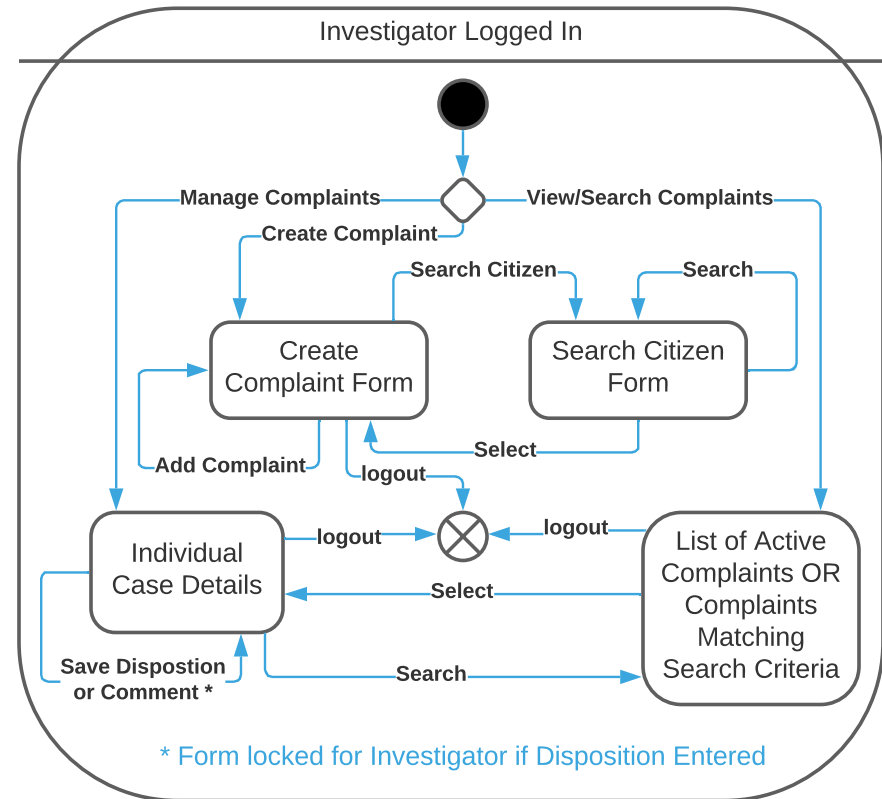 Investigator Logged In
Manage Complaints
View/Search Complaints
Create Complaint
Search Citizen
Search
Create
Complaint Form
Search Citizen
Form
Add Complaint
Select
logout
Individual
Case Details
logout
logout
List of Active
Complaints OR
Complaints
Matching
Search Criteria
Select
Save Dispostion
or Comment *
Search
* Form locked for Investigator if Disposition Entered